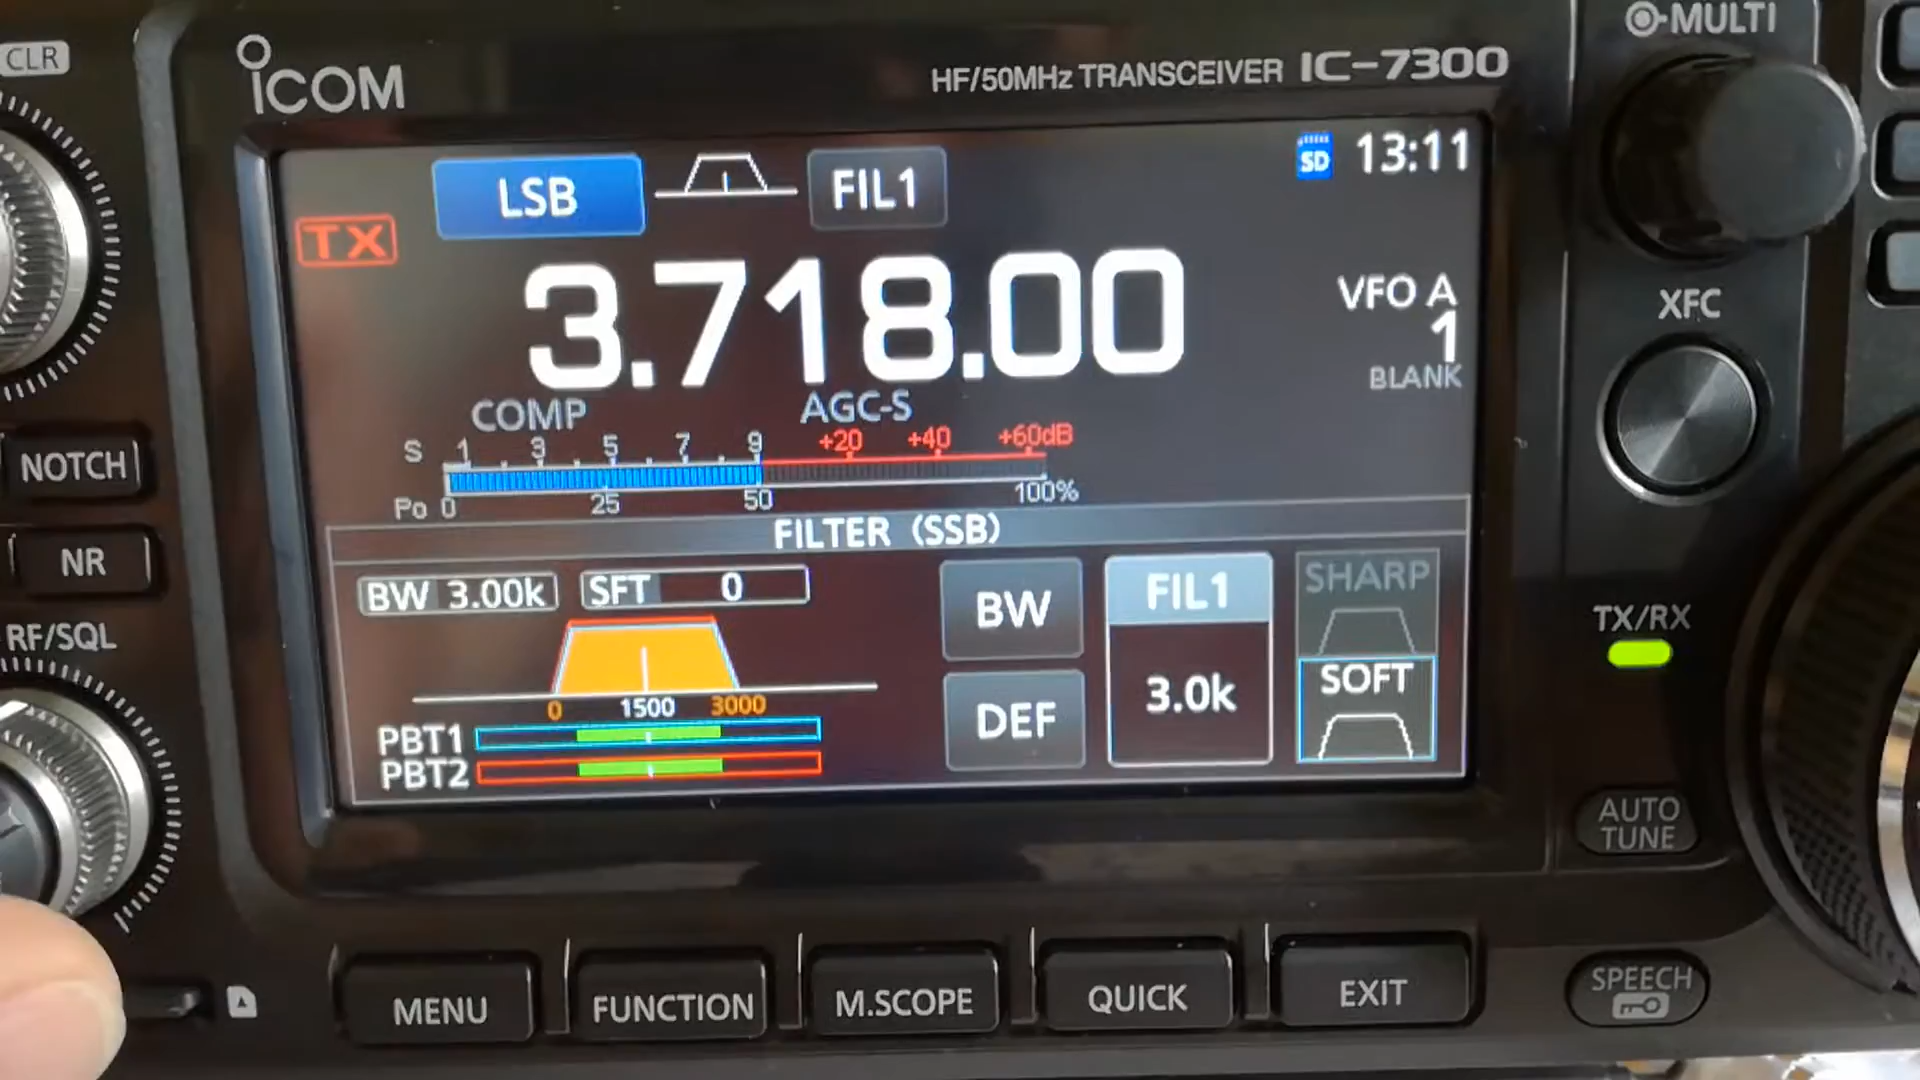 CLR
iCOM
HF/50MHz TRANSCEIVER IC-7300
MULTI
LSB
FIL1
SD 13:11
TX
3.718.00
VFO A
1
BLANK
XFC
COMP
AGC-S
S 1 3 5 7 9 +20 +40 +60dB
Po 0 25 50 100%
NOTCH
NR
RF/SQL
FILTER (SSB)
BW 3.00k
SFT 0
BW
FIL1
SHARP
0 1500 3000
DEF
3.0k
SOFT
PBT1
PBT2
TX/RX
AUTO
TUNE
MENU
FUNCTION
M.SCOPE
QUICK
EXIT
SPEECH